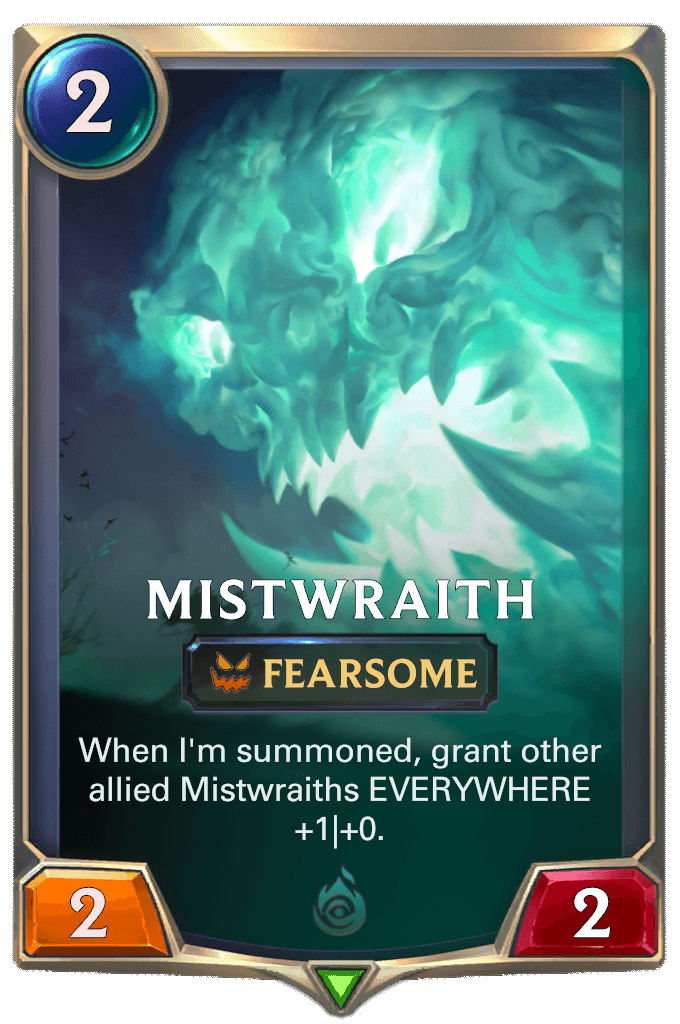 2
MISTWRAITH
FEARSOME
When I'm summoned, grant other
allied Mistwraiths EVERYWHERE
+1|+0.
2
2